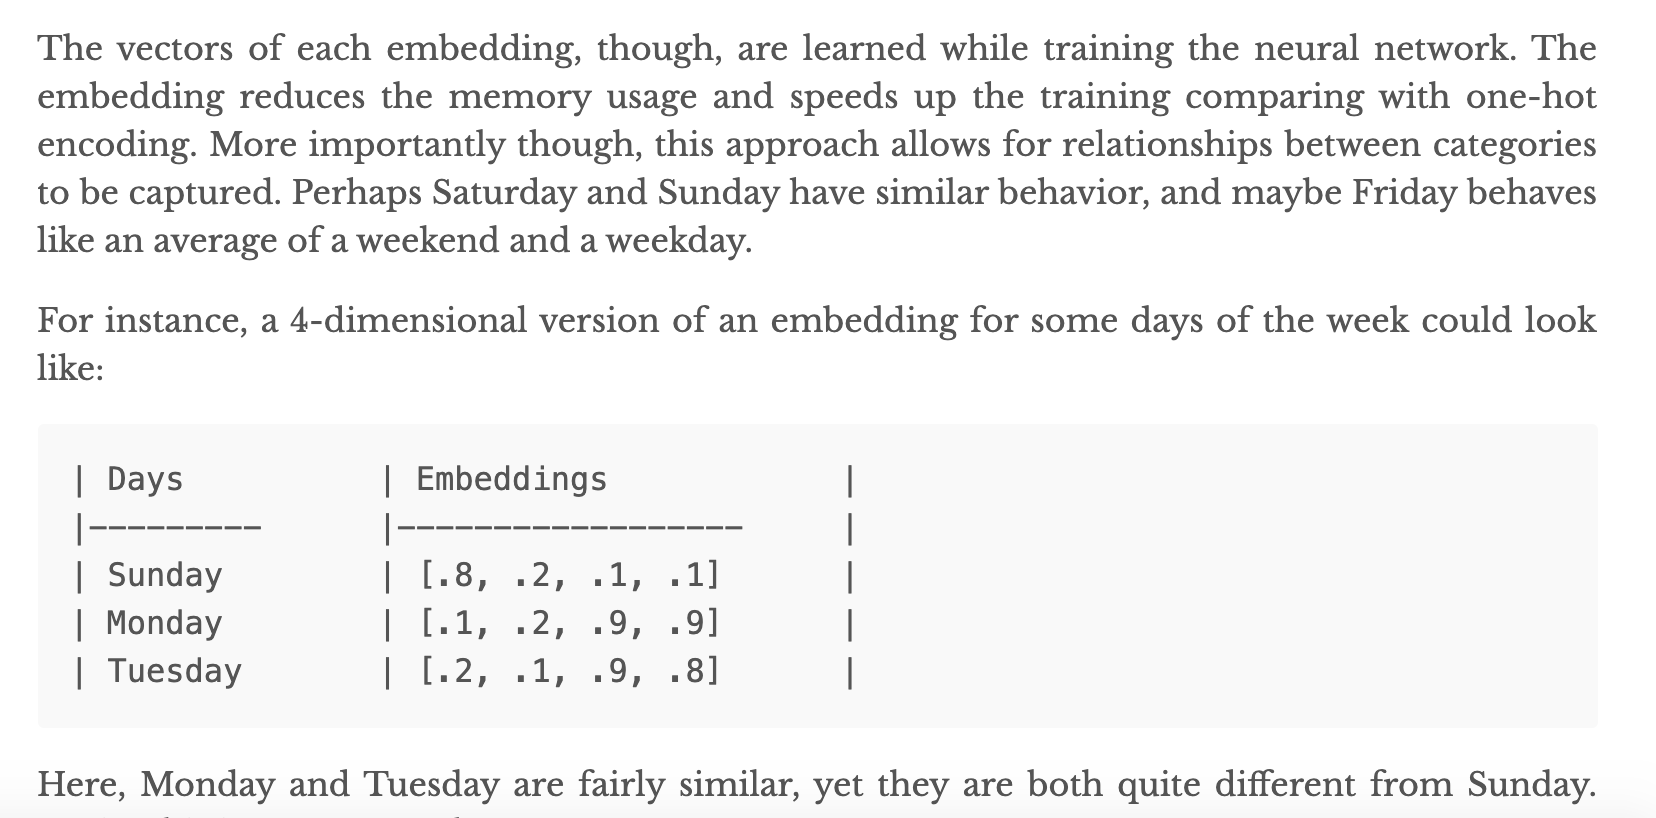 The vectors of each embedding, though, are learned while training the neural network. The
embedding reduces the memory usage and speeds up the training comparing with one-hot
encoding. More importantly though, this approach allows for relationships between categories
to be captured. Perhaps Saturday and Sunday have similar behavior, and maybe Friday behaves
like an average of a weekend and a weekday.
For instance, a 4-dimensional version of an embedding for some days of the week could look
like:
| Days          | Embeddings          |
|---------      |------------------   |
| Sunday        | [.8, .2, .1, .1]    |
| Monday        | [.1, .2, .9, .9]    |
| Tuesday       | [.2, .1, .9, .8]    |
Here, Monday and Tuesday are fairly similar, yet they are both quite different from Sunday.